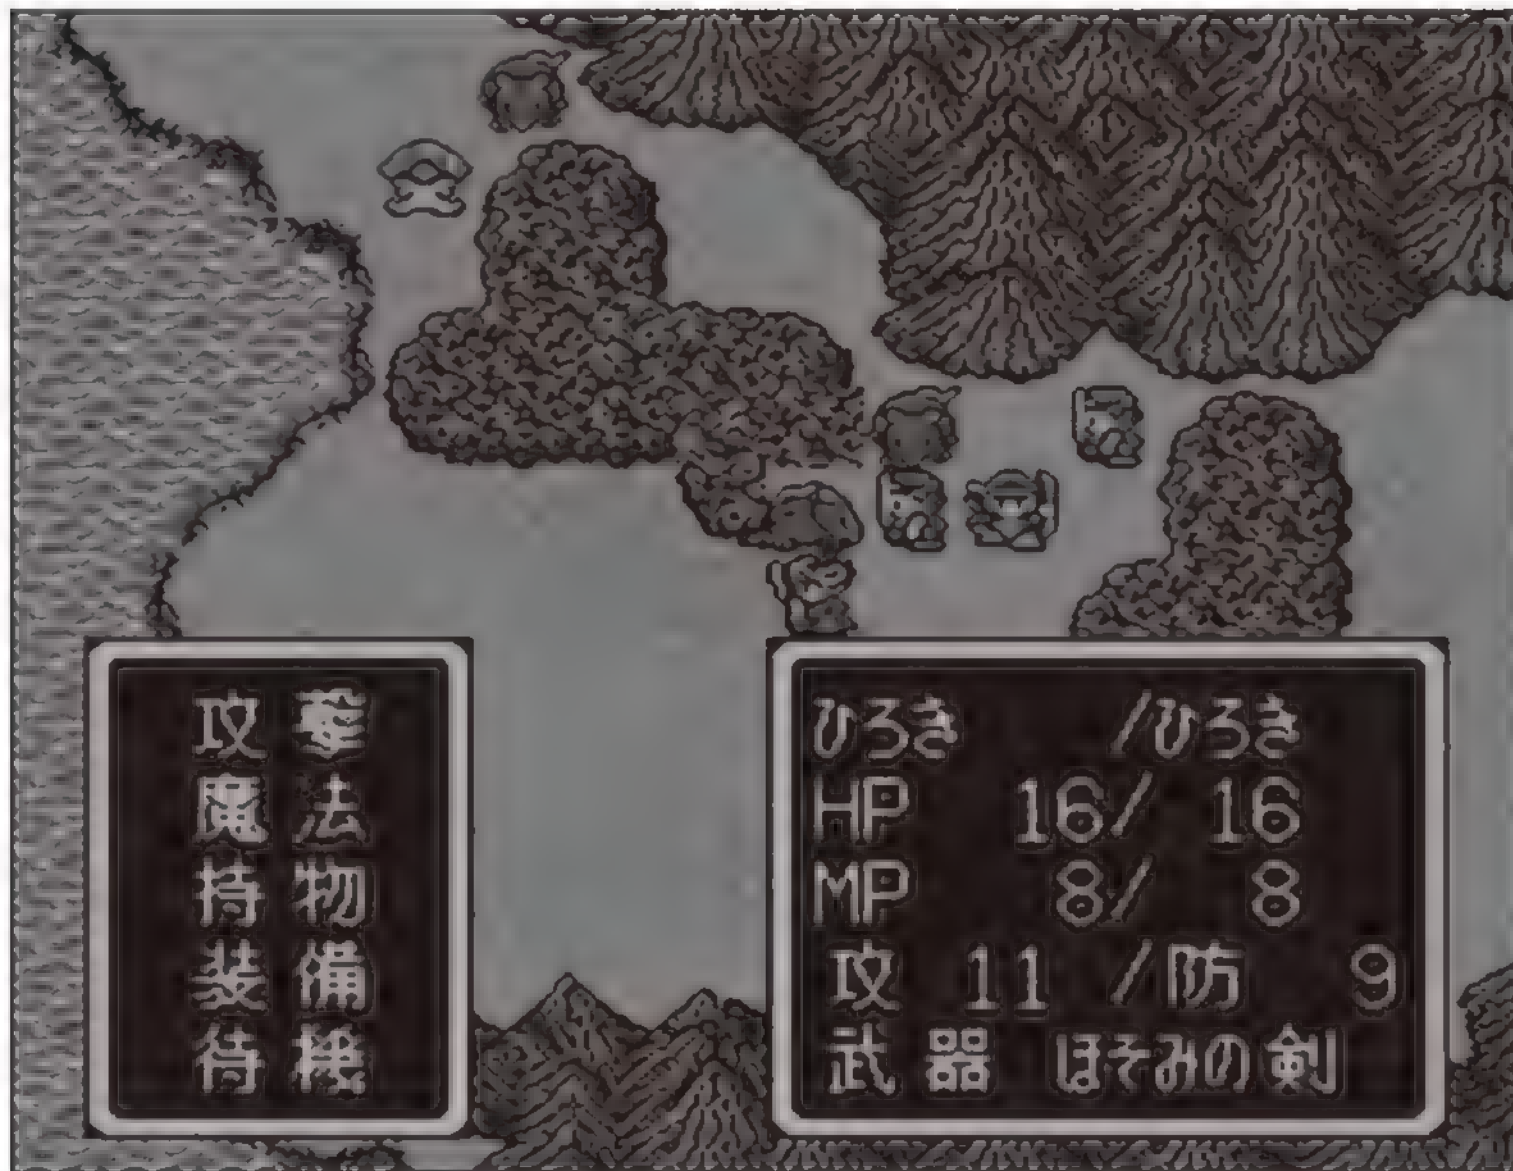 攻撃
魔法
持物
装備
待機
ひろき /ひろき
HP 16/ 16
MP 8/ 8
攻 11 /防 9
武器 ほそみの剣